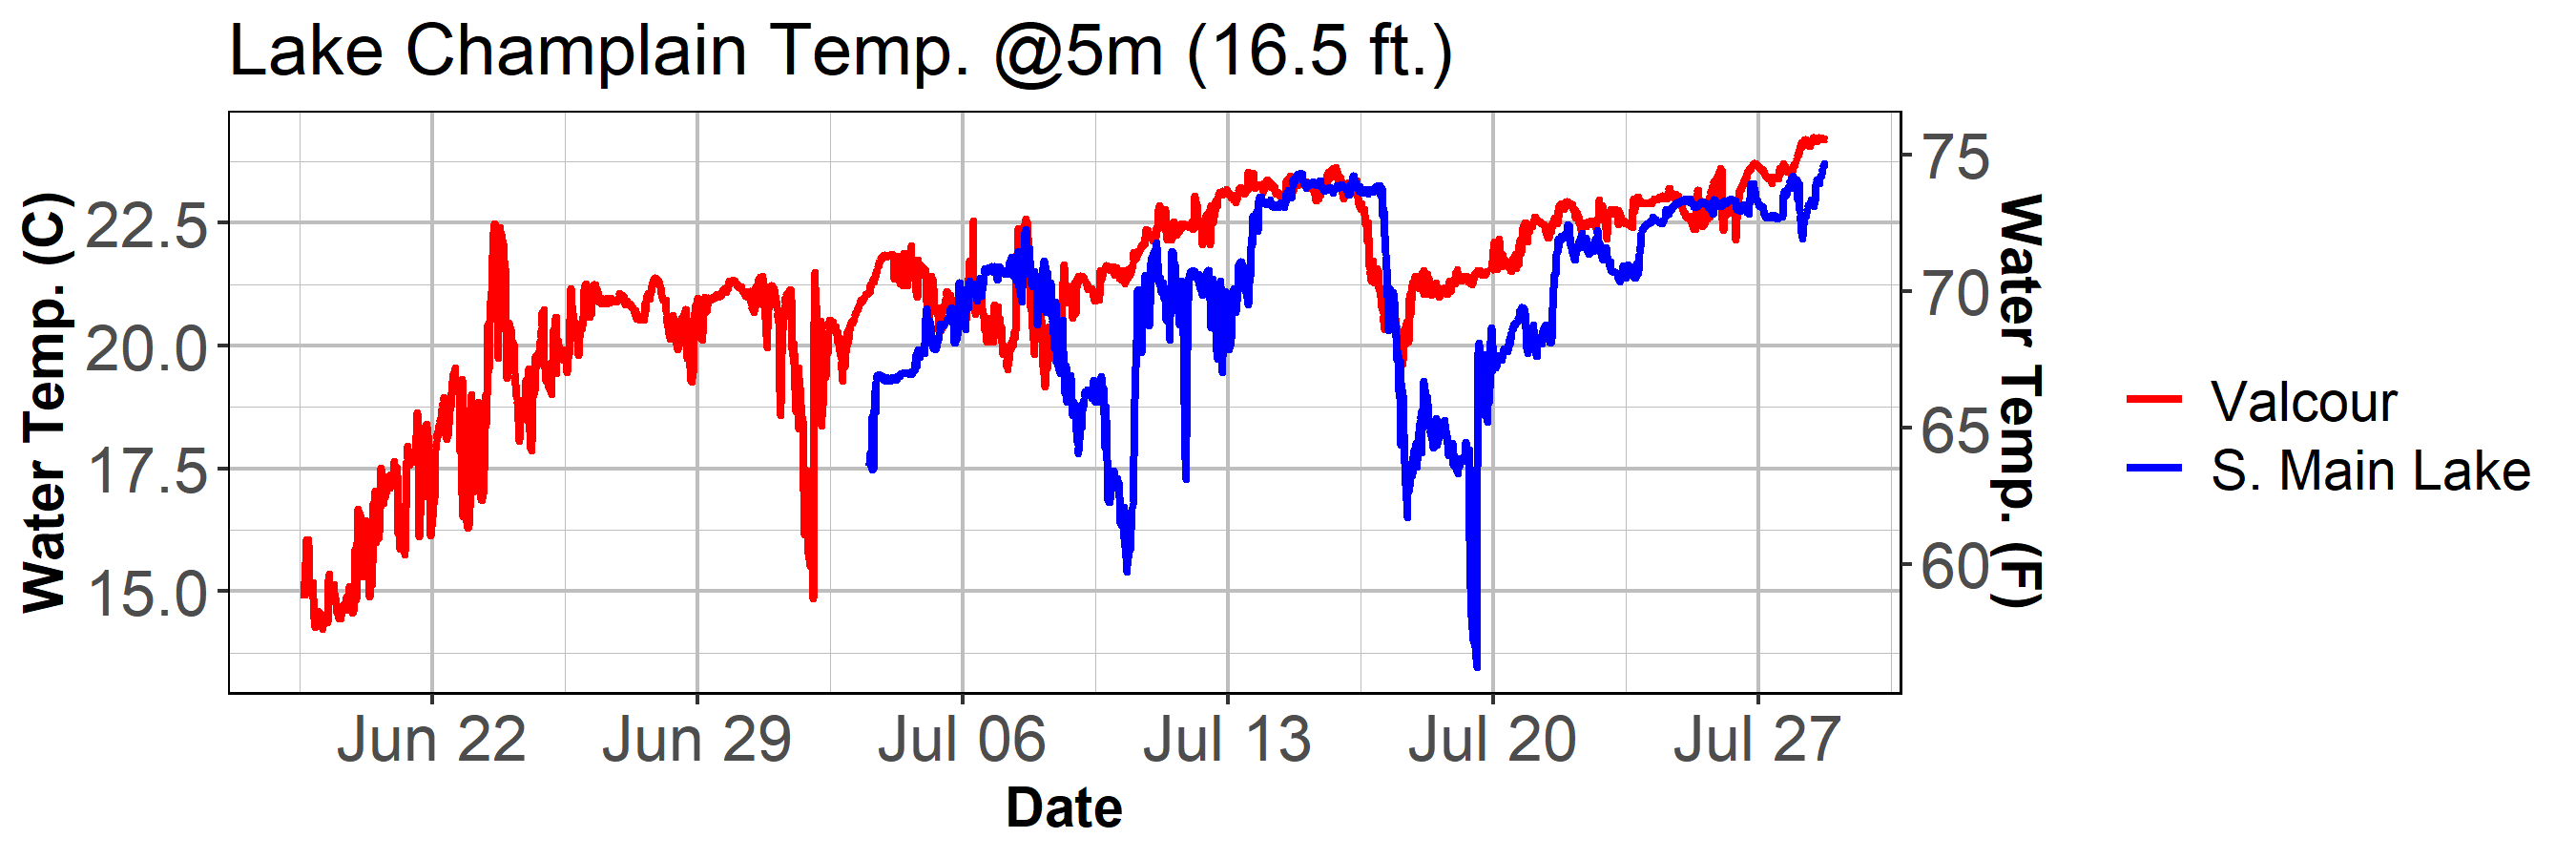 Lake Champlain Temp. @5m (16.5 ft.)
Water Temp. (C)
22.5
20.0
17.5
15.0
75
70
65
60
Water Temp. (F)
Jun 22
Jun 29
Jul 06
Jul 13
Jul 20
Jul 27
Date
Valcour
S. Main Lake